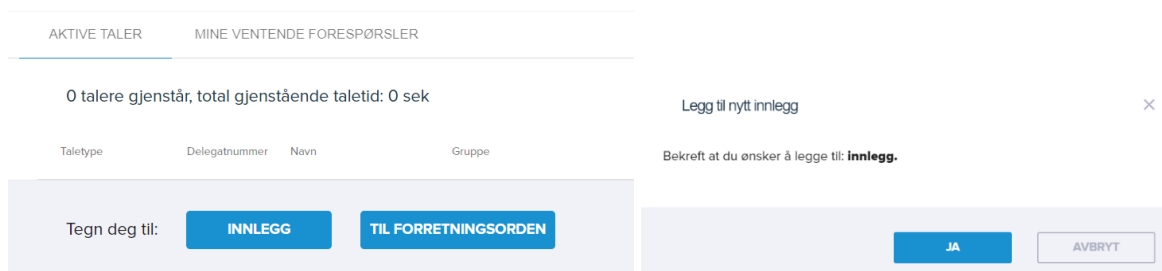 AKTIVE TALER MINE VENTENDE FORESPØRSLER
0 talere gjenstår, total gjenstående taletid: 0 sek
Taletype Delegatnummer Navn Gruppe
Tegn deg til: INNLEGG TIL FORRETNINGSORDEN
Legg til nytt innlegg ×
Bekreft at du ønsker å legge til: innlegg.
JA AVBRYT